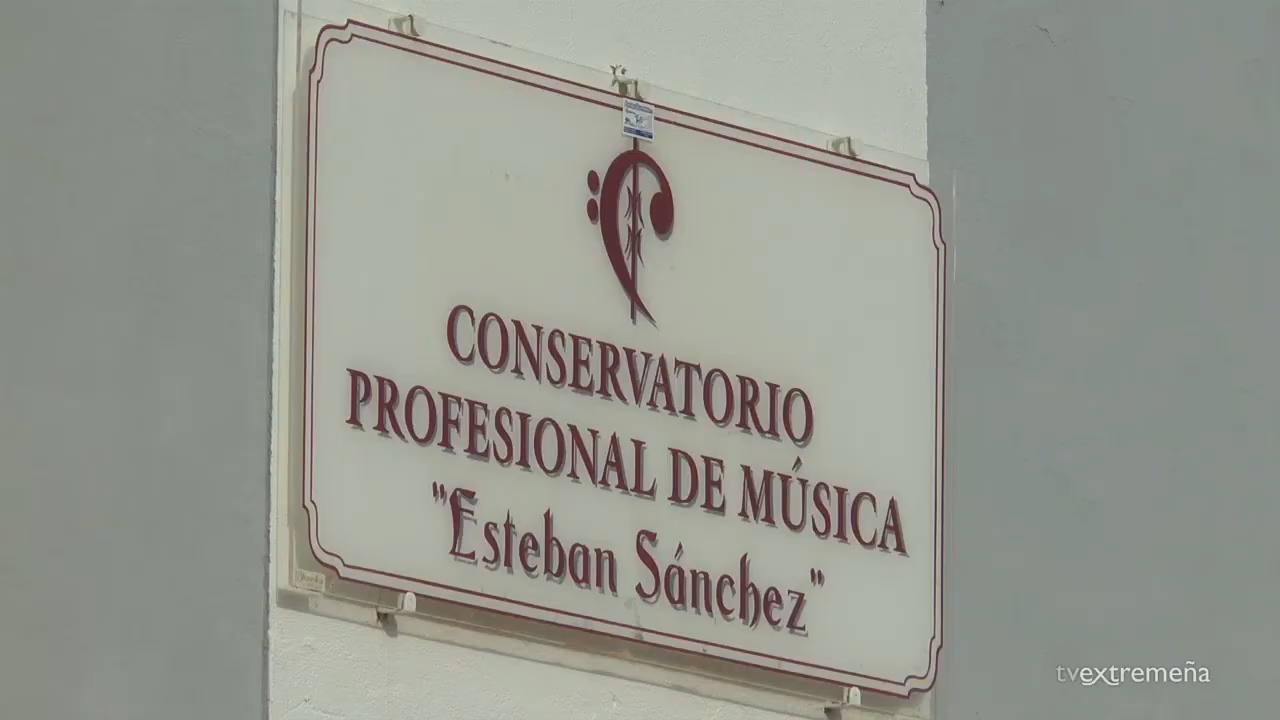 CONSERVATORIO
PROFESIONAL DE MÚSICA
"Esteban Sánchez"
tvextremeña